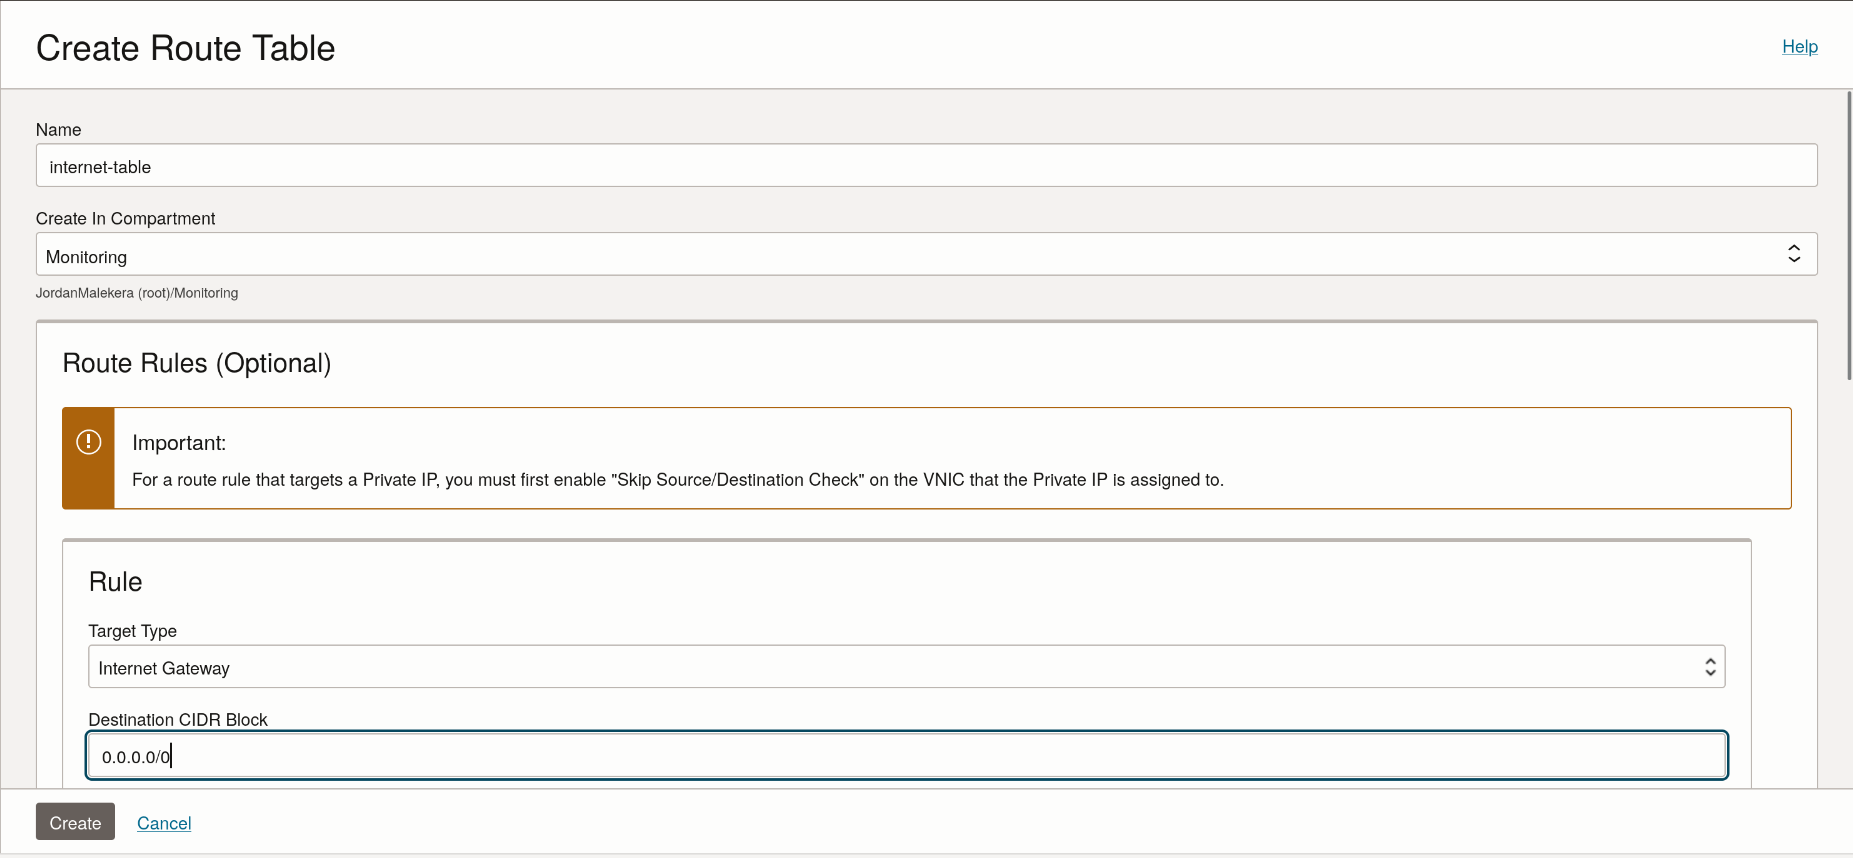 Create Route Table
Help
Name
internet-table
Create In Compartment
Monitoring
JordanMalekera (root)/Monitoring
Route Rules (Optional)
Important:
For a route rule that targets a Private IP, you must first enable "Skip Source/Destination Check" on the VNIC that the Private IP is assigned to.
Rule
Target Type
Internet Gateway
Destination CIDR Block
0.0.0.0/0
Create
Cancel